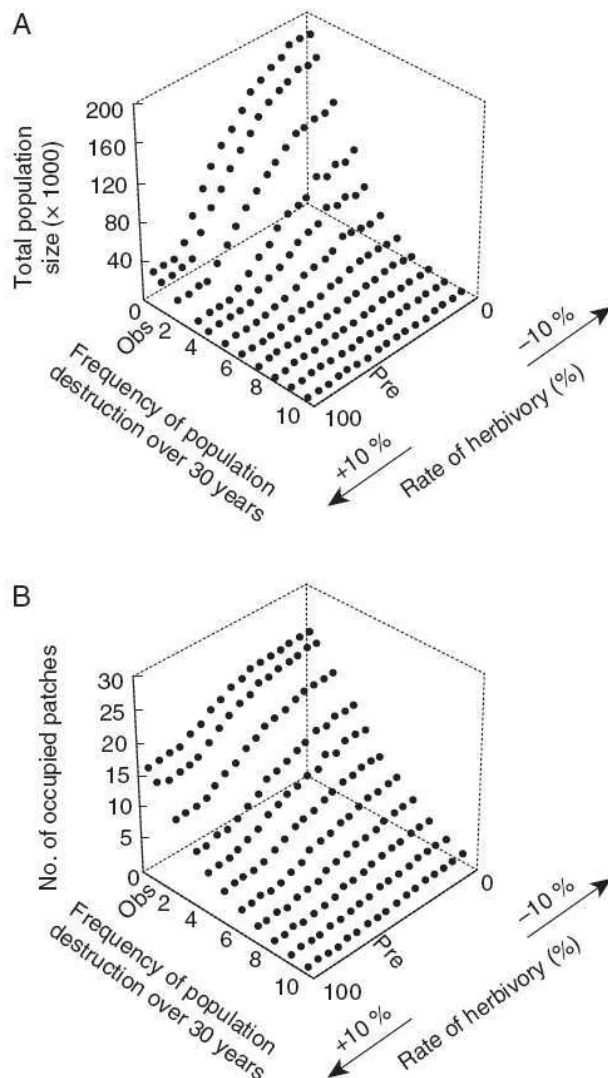 A
200
160
120
80
40
0
Total population
size (× 1000)
Obs
2
4
6
8
10
Frequency of population
destruction over 30 years
100
Pre
0
–10 %
Rate of herbivory (%)
+10 %
B
30
25
20
15
10
5
0
No. of occupied patches
Obs
2
4
6
8
10
Frequency of population
destruction over 30 years
100
Pre
0
–10 %
Rate of herbivory (%)
+10 %